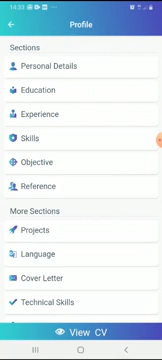 14:33
Profile
Sections
Personal Details
Education
Experience
Skills
Objective
Reference
More Sections
Projects
Language
Cover Letter
Technical Skills
View CV